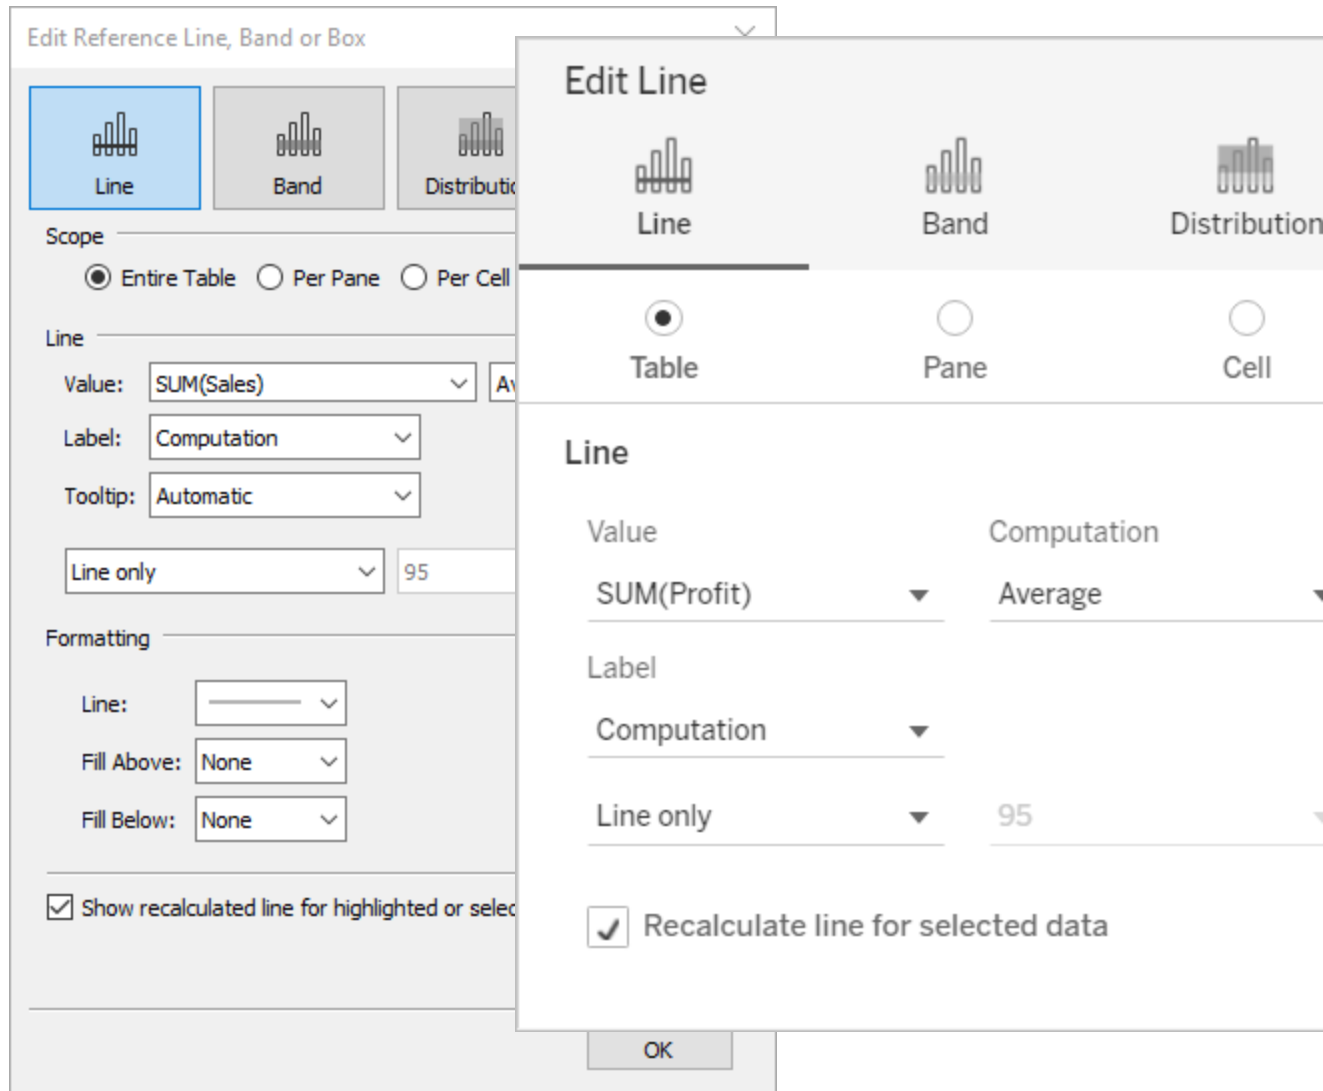 Edit Reference Line, Band or Box
Line
Band
Scope
Entire Table
Per Pane
Per Cell
Line
Value:
SUM(Sales)
Label:
Computation
Tooltip:
Automatic
Line only
95
Formatting
Line:
Fill Above:
None
Fill Below:
None
Show recalculated line for highlighted or
OK
Edit Line
Line
Band
Distribution
Table
Pane
Cell
Line
Value
Computation
SUM(Profit)
Average
Label
Computation
Line only
95
Recalculate line for selected data